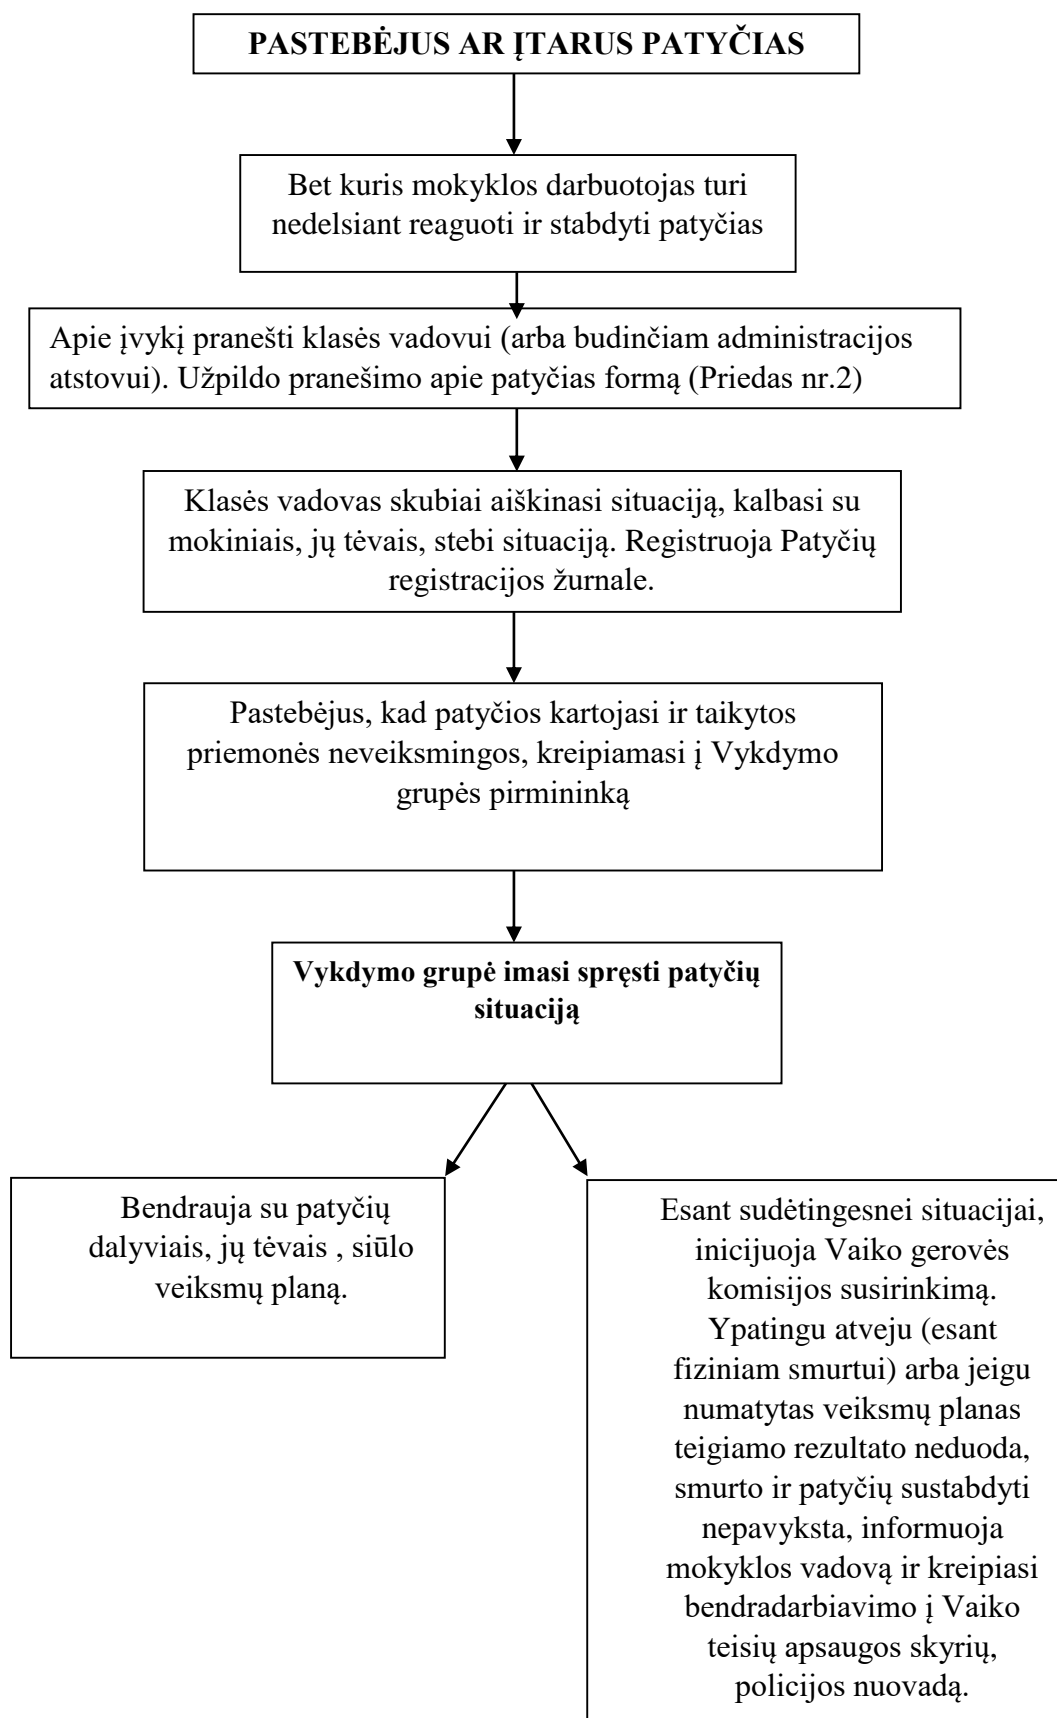 PASTEBĖJUS AR ĮTARUS PATYČIAS
Bet kuris mokyklos darbuotojas turi
nedelsiant reaguoti ir stabdyti patyčias
Apie įvykį pranešti klasės vadovui (arba budinčiam administracijos
atstovui). Užpildo pranešimo apie patyčias formą (Priedas nr.2)
Klasės vadovas skubiai aiškinasi situaciją, kalbasi su
mokiniais, jų tėvais, stebi situaciją. Registruoja Patyčių
registracijos žurnale.
Pastebėjus, kad patyčios kartojasi ir taikytos
priemonės neveiksmingos, kreipiamasi į Vykdymo
grupės pirmininką
Vykdymo grupė imasi spręsti patyčių
situaciją
Bendrauja su patyčių
dalyviais, jų tėvais , siūlo
veiksmų planą.
Esant sudėtingesnei situacijai,
inicijuoja Vaiko gerovės
komisijos susirinkimą.
Ypatingu atveju (esant
fiziniam smurtui) arba jeigu
numatytas veiksmų planas
teigiamo rezultato neduoda,
smurto ir patyčių sustabdyti
nepavyksta, informuoja
mokyklos vadovą ir kreipiasi
bendradarbiavimo į Vaiko
teisių apsaugos skyrių,
policijos nuovadą.